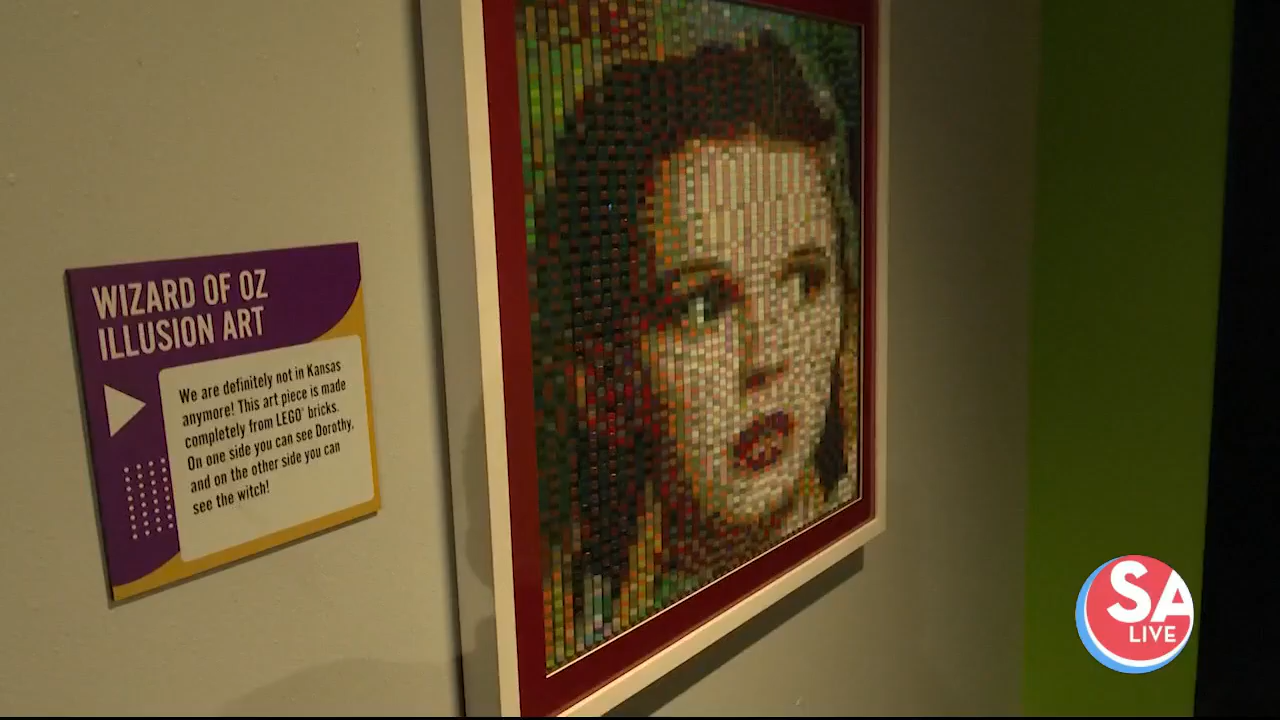 WIZARD OF OZ
ILLUSION ART
We are definitely not in Kansas
anymore! This art piece is made
completely from LEGO® bricks.
On one side you can see Dorothy,
and on the other side you can
see the witch!
SA
LIVE